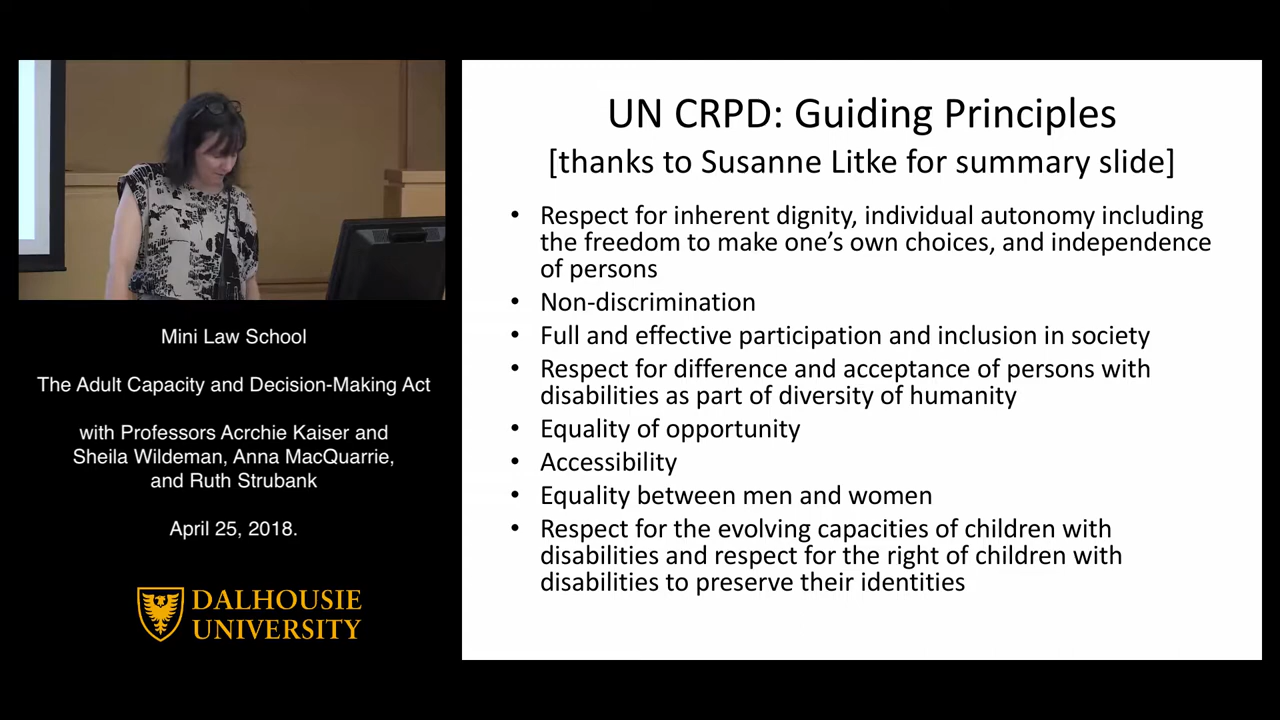 Mini Law School
The Adult Capacity and Decision-Making Act
with Professors Acrchie Kaiser and
Sheila Wildeman, Anna MacQuarrie,
and Ruth Strubank
April 25, 2018.
DALHOUSIE
UNIVERSITY
UN CRPD: Guiding Principles
[thanks to Susanne Litke for summary slide]
• Respect for inherent dignity, individual autonomy including
the freedom to make one’s own choices, and independence
of persons
• Non-discrimination
• Full and effective participation and inclusion in society
• Respect for difference and acceptance of persons with
disabilities as part of diversity of humanity
• Equality of opportunity
• Accessibility
• Equality between men and women
• Respect for the evolving capacities of children with
disabilities and respect for the right of children with
disabilities to preserve their identities